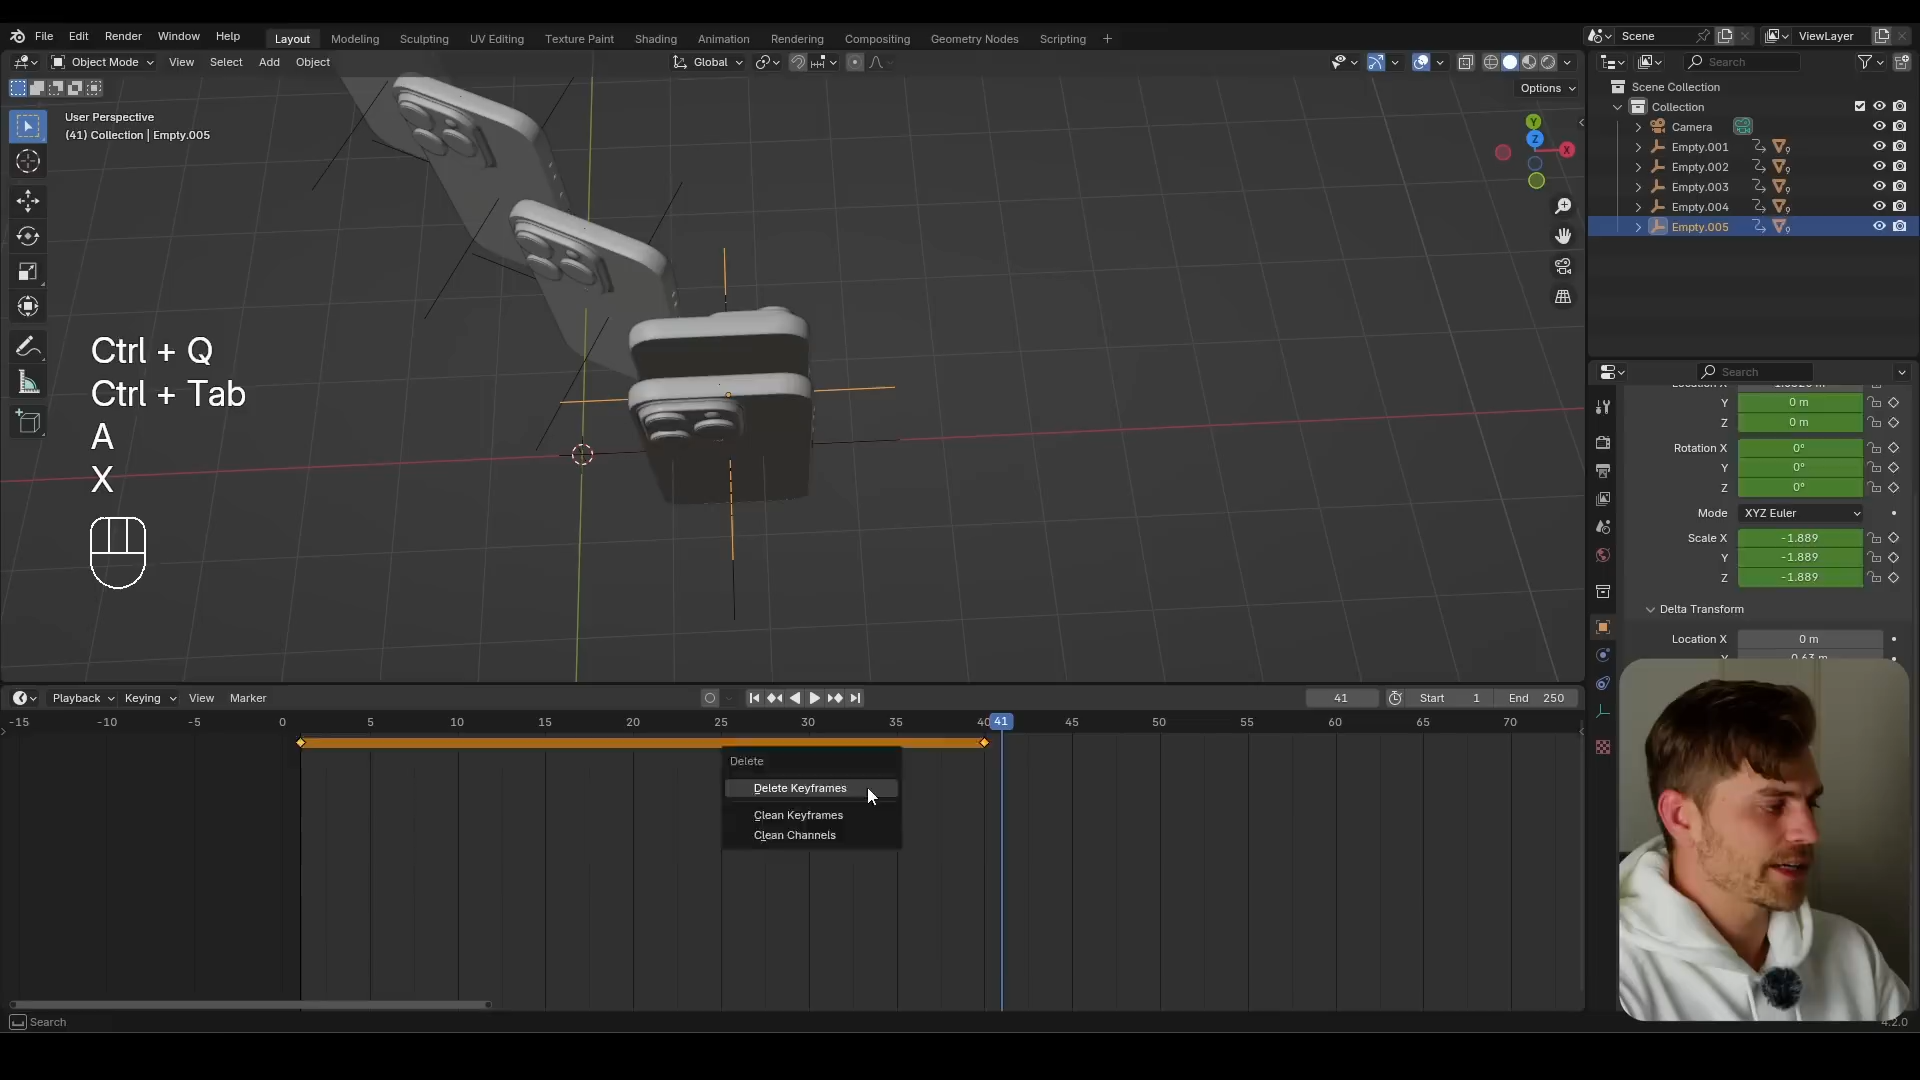 File Edit Render Window Help Layout Modeling Sculpting UV Editing Texture Paint Shading Animation Rendering Compositing Geometry Nodes Scripting + Scene ViewLayer
Object Mode View Select Add Object Global Search
Options
User Perspective
(41) Collection | Empty.005
Y
Z
X
Scene Collection
Collection
Camera
Empty.001
Empty.002
Empty.003
Empty.004
Empty.005
Ctrl + Q
Ctrl + Tab
A
X
Search
Y 0 m
Z 0 m
Rotation X 0°
Y 0°
Z 0°
Mode XYZ Euler
Scale X -1.889
Y -1.889
Z -1.889
Delta Transform
Location X 0 m
Playback Keying View Marker 41 Start 1 End 250
-15 -10 -5 0 5 10 15 20 25 30 35 40 41 45 50 55 60 65 70
Delete
Delete Keyframes
Clean Keyframes
Clean Channels
Search
4.2.0